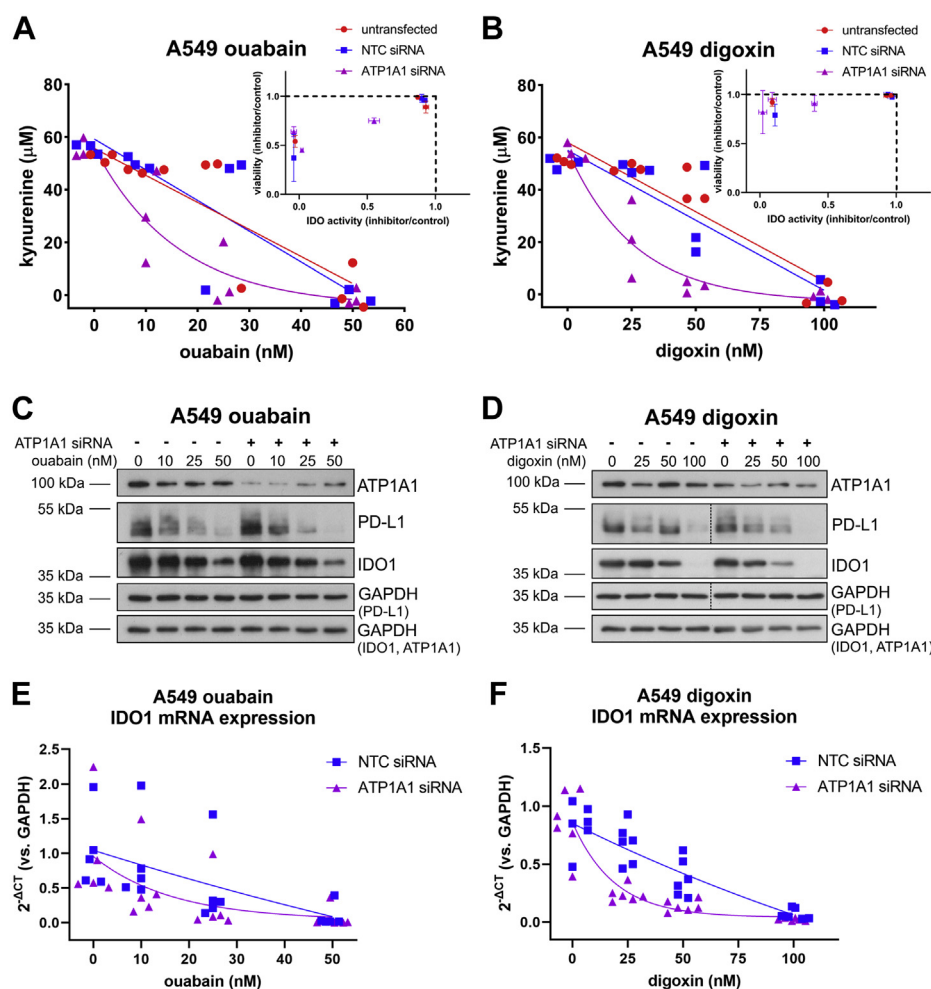 A
A549 ouabain
untransfected
NTC siRNA
ATP1A1 siRNA
kynurenine (μM)
80
60
40
20
0
0
10
20
30
40
50
60
ouabain (nM)
viability (inhibitor/control)
1.0
0.5
0.0
0.0
0.5
1.0
IDO activity (inhibitor/control)
B
A549 digoxin
untransfected
NTC siRNA
ATP1A1 siRNA
kynurenine (μM)
80
60
40
20
0
0
25
50
75
100
digoxin (nM)
viability (inhibitor/control)
1.0
0.5
0.0
0.0
0.5
1.0
IDO activity (inhibitor/control)
C
A549 ouabain
ATP1A1 siRNA - - - - + + + +
ouabain (nM) 0 10 25 50 0 10 25 50
100 kDa ATP1A1
55 kDa
PD-L1
IDO1
35 kDa
35 kDa GAPDH
(PD-L1)
35 kDa GAPDH
(IDO1, ATP1A1)
D
A549 digoxin
ATP1A1 siRNA - - - - + + + +
digoxin (nM) 0 25 50 100 0 25 50 100
100 kDa ATP1A1
55 kDa
PD-L1
IDO1
35 kDa
35 kDa GAPDH
(PD-L1)
35 kDa GAPDH
(IDO1, ATP1A1)
E
A549 ouabain
IDO1 mRNA expression
NTC siRNA
ATP1A1 siRNA
2^-ΔCT (vs. GAPDH)
2.5
2.0
1.5
1.0
0.5
0.0
0
10
20
30
40
50
ouabain (nM)
F
A549 digoxin
IDO1 mRNA expression
NTC siRNA
ATP1A1 siRNA
2^-ΔCT (vs. GAPDH)
1.5
1.0
0.5
0.0
0
25
50
75
100
digoxin (nM)